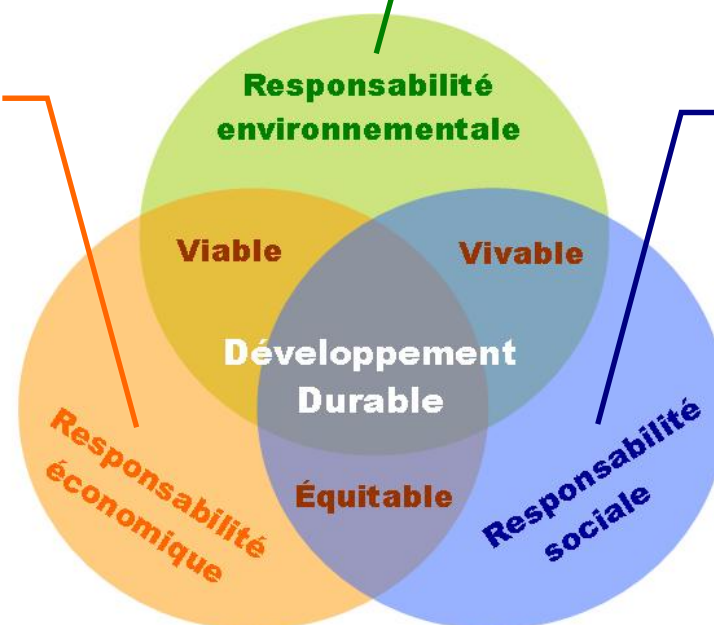 Responsabilité
environnementale
Viable
Vivable
Développement
Durable
Responsabilité
économique
Équitable
Responsabilité
sociale